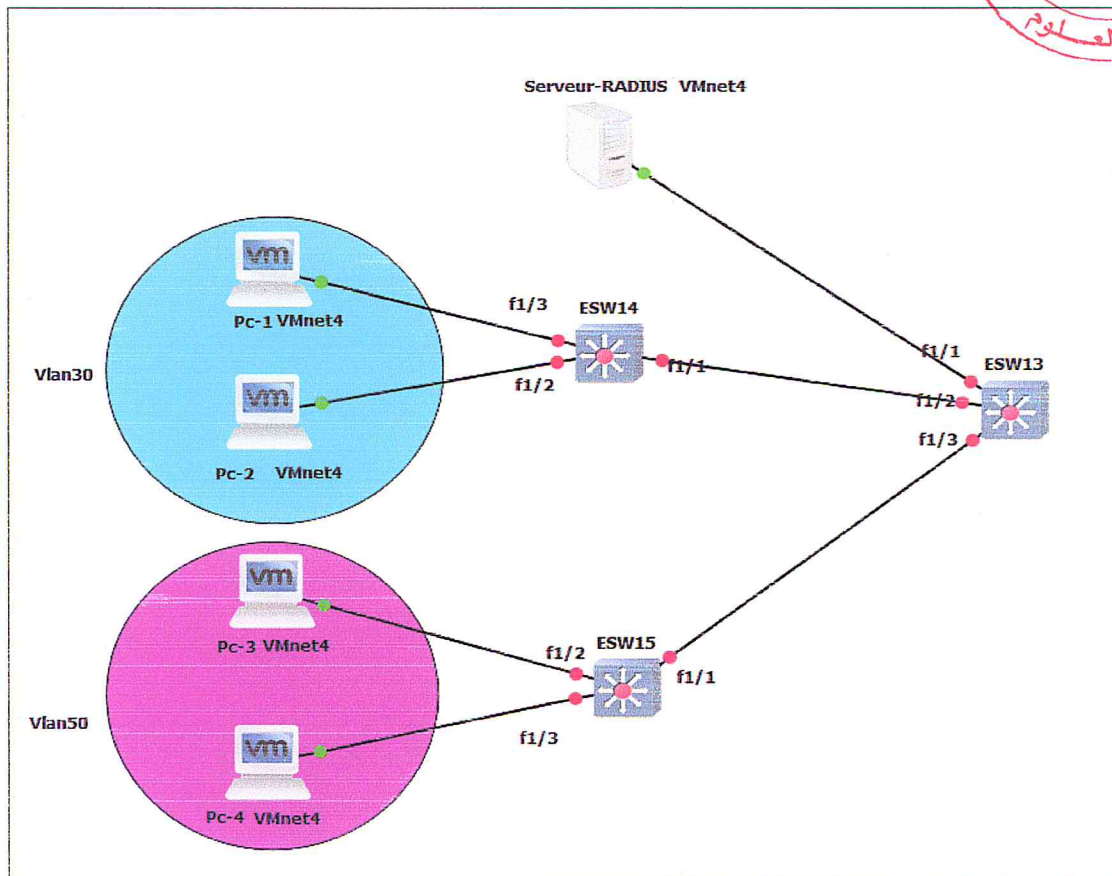 Serveur-RADIUS VMnet4
vm
Pc-1 VMnet4
f1/3
ESW14
f1/1
f1/2
Vlan30
vm
Pc-2 VMnet4
f1/1
ESW13
f1/2
f1/3
vm
Pc-3 VMnet4
f1/2
ESW15
f1/1
Vlan50
f1/3
vm
Pc-4 VMnet4